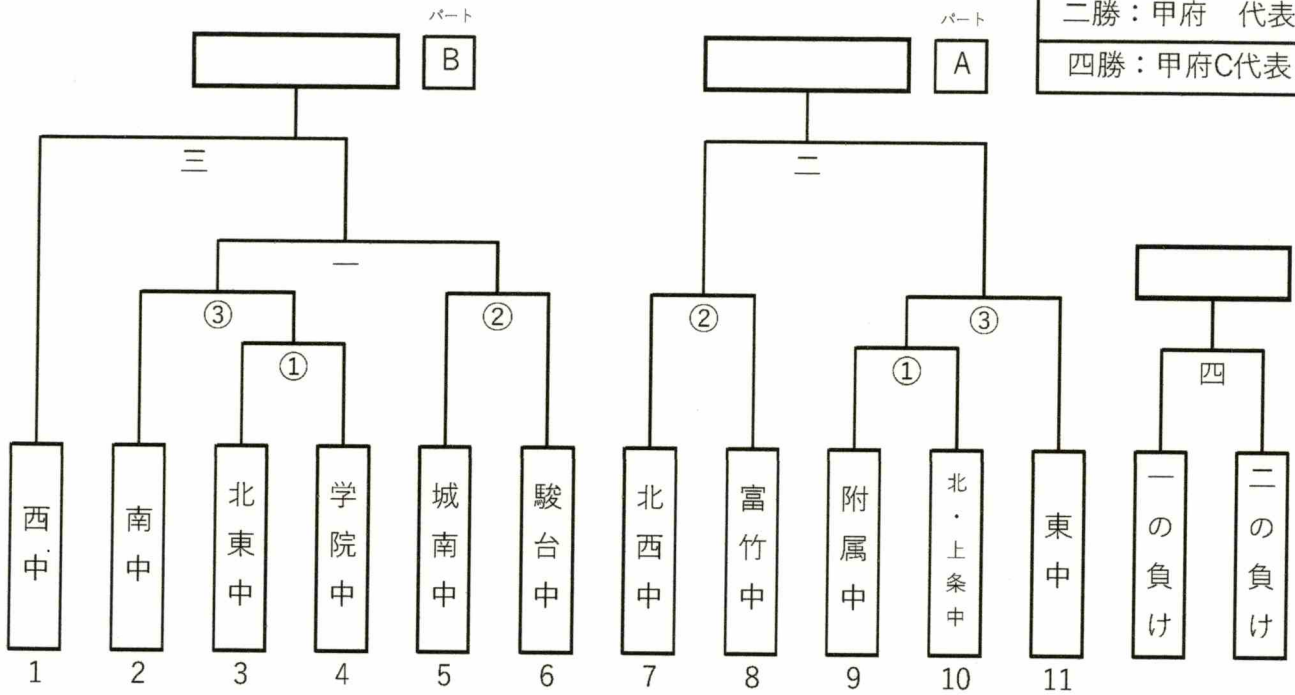 パート
B
パート
A
二勝：甲府　代表
四勝：甲府C代表
三
二
一
③
②
②
③
①
①
四
西中
南中
北東中
学院中
城南中
駿台中
北西中
富竹中
附属中
北・上条中
東中
一の負け
二の負け
1
2
3
4
5
6
7
8
9
10
11